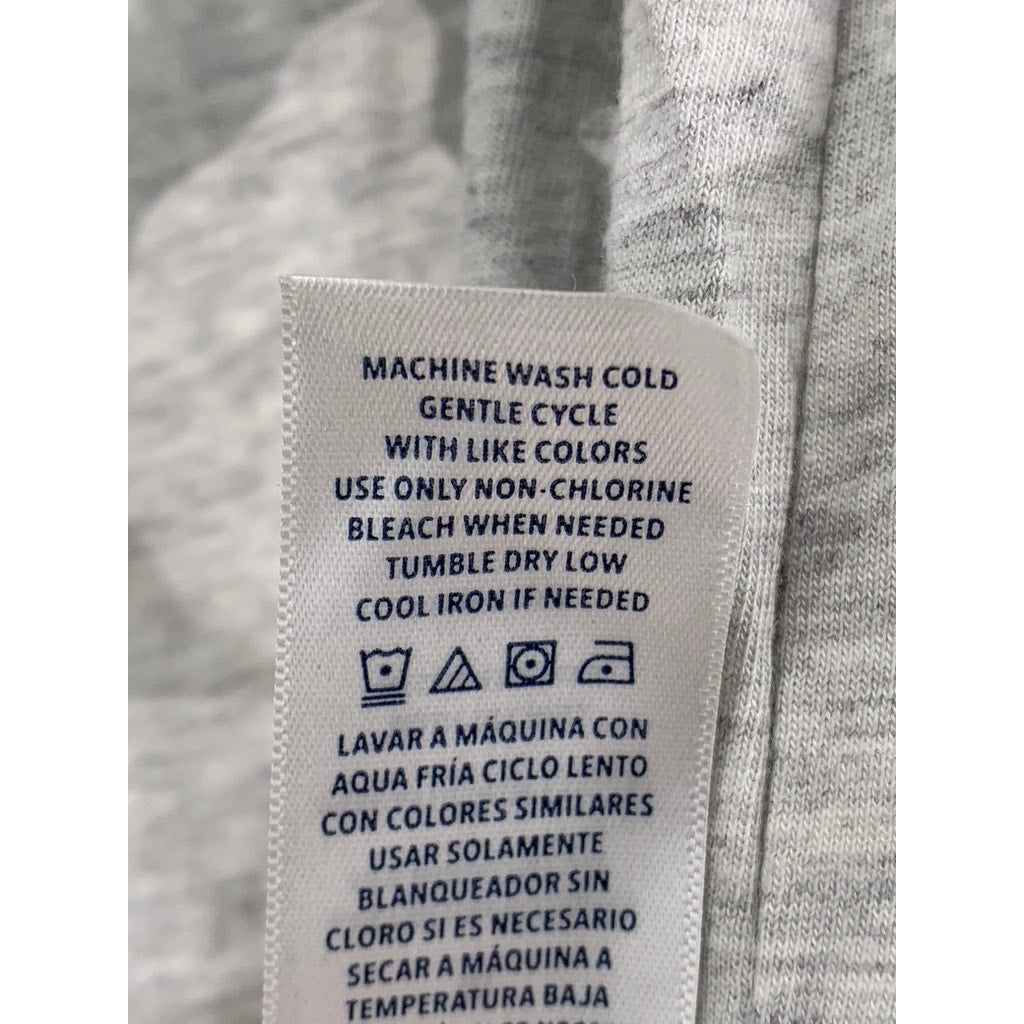 MACHINE WASH COLD
GENTLE CYCLE
WITH LIKE COLORS
USE ONLY NON-CHLORINE
BLEACH WHEN NEEDED
TUMBLE DRY LOW
COOL IRON IF NEEDED
LAVAR A MÁQUINA CON
AQUA FRÍA CICLO LENTO
CON COLORES SIMILARES
USAR SOLAMENTE
BLANQUEADOR SIN
CLORO SI ES NECESARIO
SECAR A MÁQUINA A
TEMPERATURA BAJA